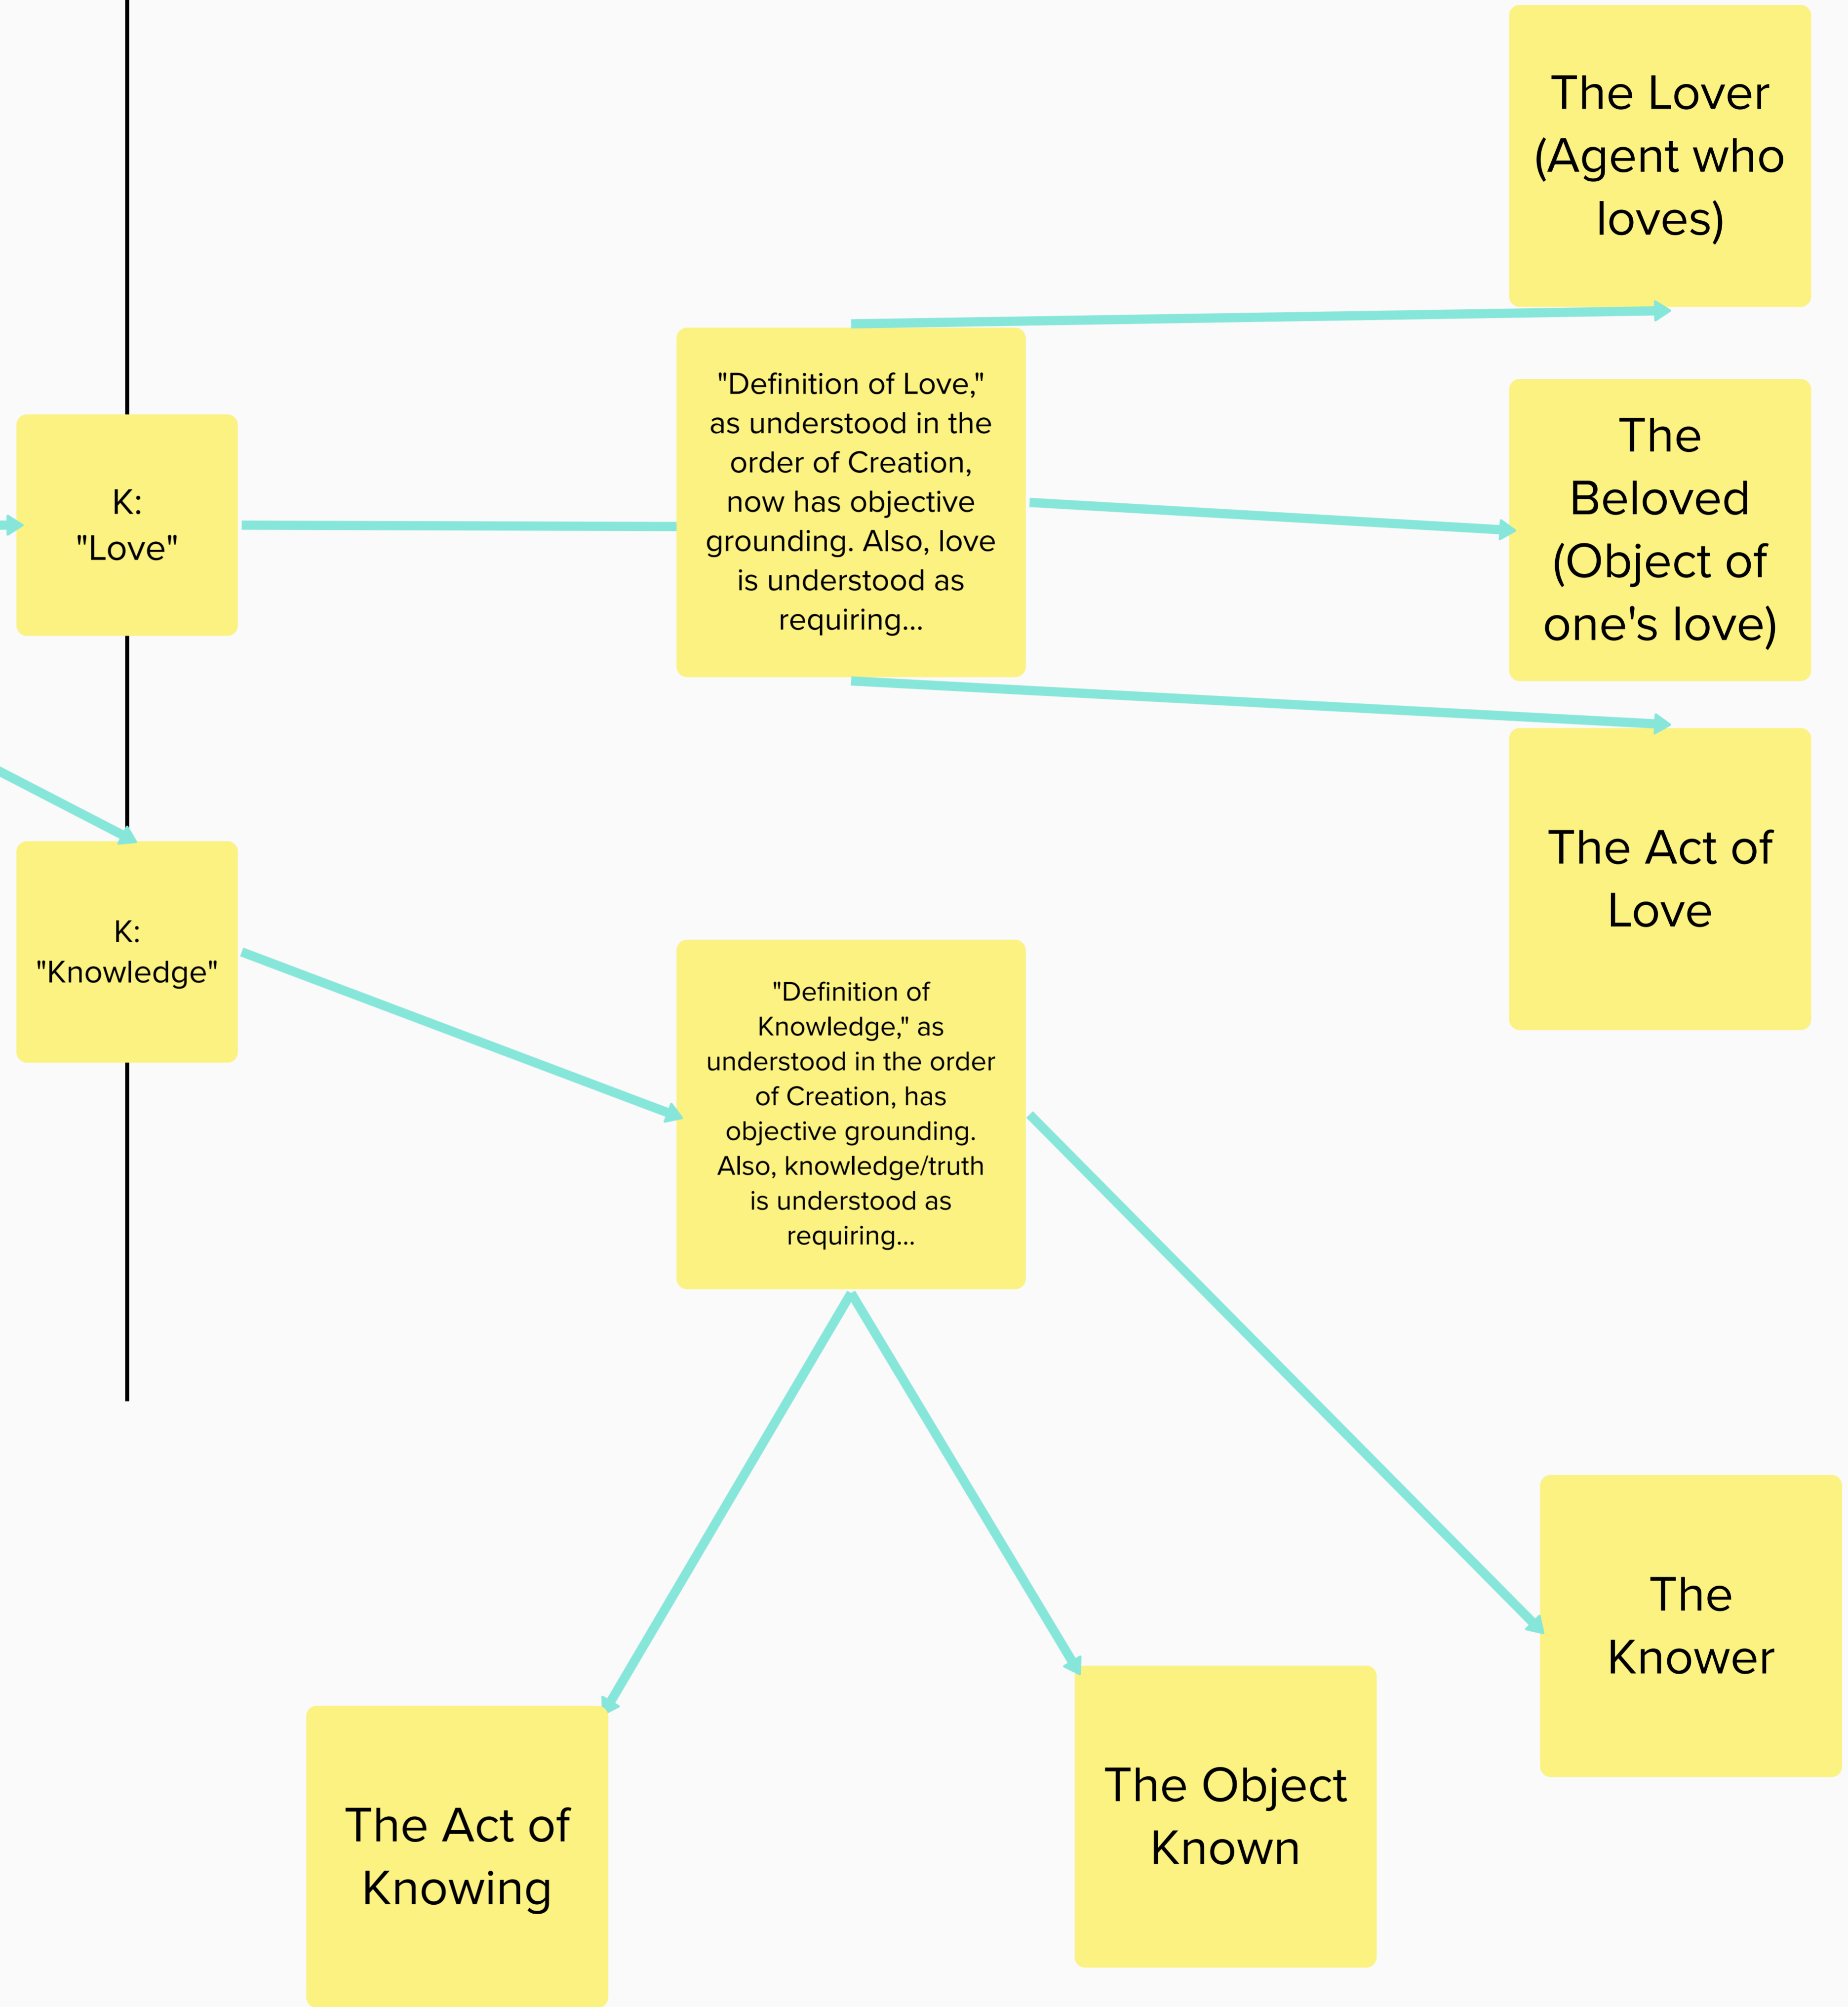 The Lover
(Agent who
loves)
"Definition of Love,"
as understood in the
order of Creation,
now has objective
grounding. Also, love
is understood as
requiring...
The
Beloved
(Object of
one's love)
K:
"Love"
The Act of
Love
K:
"Knowledge"
"Definition of
Knowledge," as
understood in the order
of Creation, has
objective grounding.
Also, knowledge/truth
is understood as
requiring...
The
Knower
The Object
Known
The Act of
Knowing